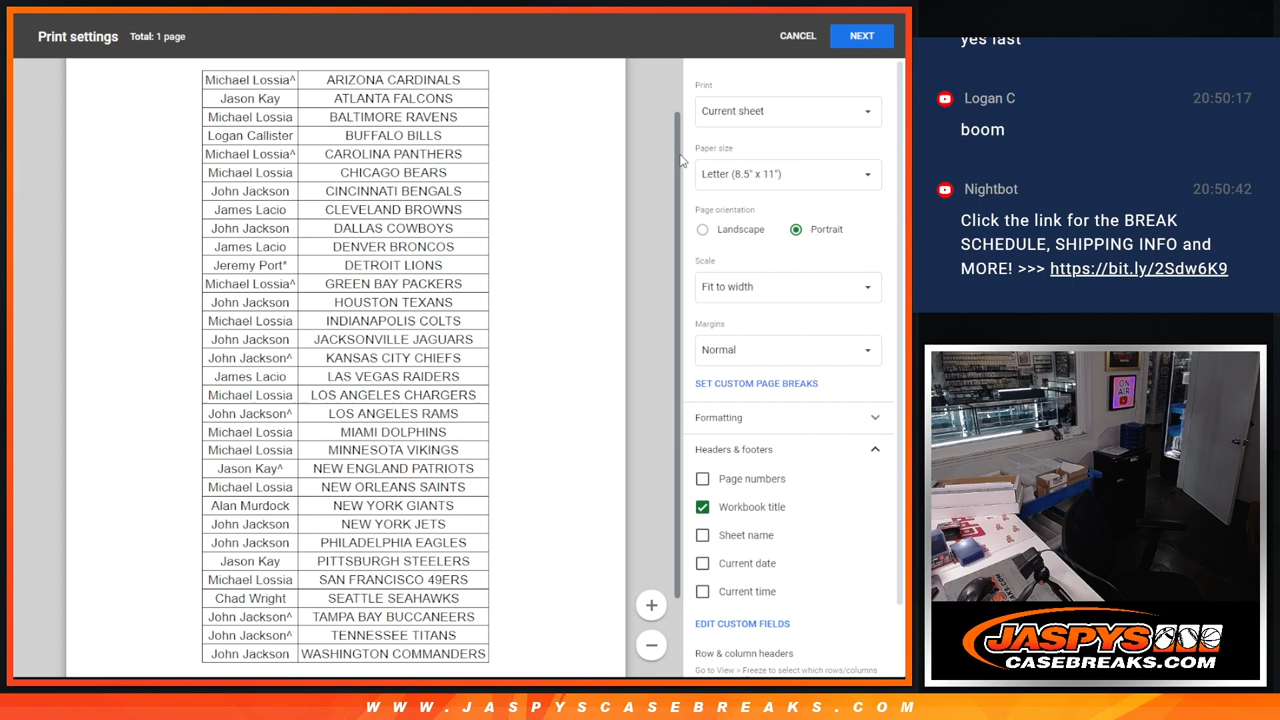 Print settings Total: 1 page CANCEL NEXT
Michael Lossia^ ARIZONA CARDINALS
Jason Kay ATLANTA FALCONS
Michael Lossia BALTIMORE RAVENS
Logan Callister BUFFALO BILLS
Michael Lossia^ CAROLINA PANTHERS
Michael Lossia CHICAGO BEARS
John Jackson CINCINNATI BENGALS
James Lacio CLEVELAND BROWNS
John Jackson DALLAS COWBOYS
James Lacio DENVER BRONCOS
Jeremy Port* DETROIT LIONS
Michael Lossia^ GREEN BAY PACKERS
John Jackson HOUSTON TEXANS
Michael Lossia INDIANAPOLIS COLTS
John Jackson JACKSONVILLE JAGUARS
John Jackson^ KANSAS CITY CHIEFS
James Lacio LAS VEGAS RAIDERS
Michael Lossia LOS ANGELES CHARGERS
John Jackson^ LOS ANGELES RAMS
Michael Lossia MIAMI DOLPHINS
Michael Lossia MINNESOTA VIKINGS
Jason Kay^ NEW ENGLAND PATRIOTS
Michael Lossia NEW ORLEANS SAINTS
Alan Murdock NEW YORK GIANTS
John Jackson NEW YORK JETS
John Jackson PHILADELPHIA EAGLES
Jason Kay PITTSBURGH STEELERS
Michael Lossia SAN FRANCISCO 49ERS
Chad Wright SEATTLE SEAHAWKS
John Jackson^ TAMPA BAY BUCCANEERS
John Jackson^ TENNESSEE TITANS
John Jackson WASHINGTON COMMANDERS
Print
Current sheet
Paper size
Letter (8.5" x 11")
Page orientation
Landscape Portrait
Scale
Fit to width
Margins
Normal
SET CUSTOM PAGE BREAKS
Formatting
Headers & footers
Page numbers
Workbook title
Sheet name
Current date
Current time
EDIT CUSTOM FIELDS
Row & column headers
Go to View > Freeze to select which rows/columns
yes last
Logan C 20:50:17
boom
Nightbot 20:50:42
Click the link for the BREAK
SCHEDULE, SHIPPING INFO and
MORE! >>> https://bit.ly/2Sdw6K9
ON
AIR
JASPYS
CASEBREAKS.COM
WWW.JASPYSCASEBREAKS.COM